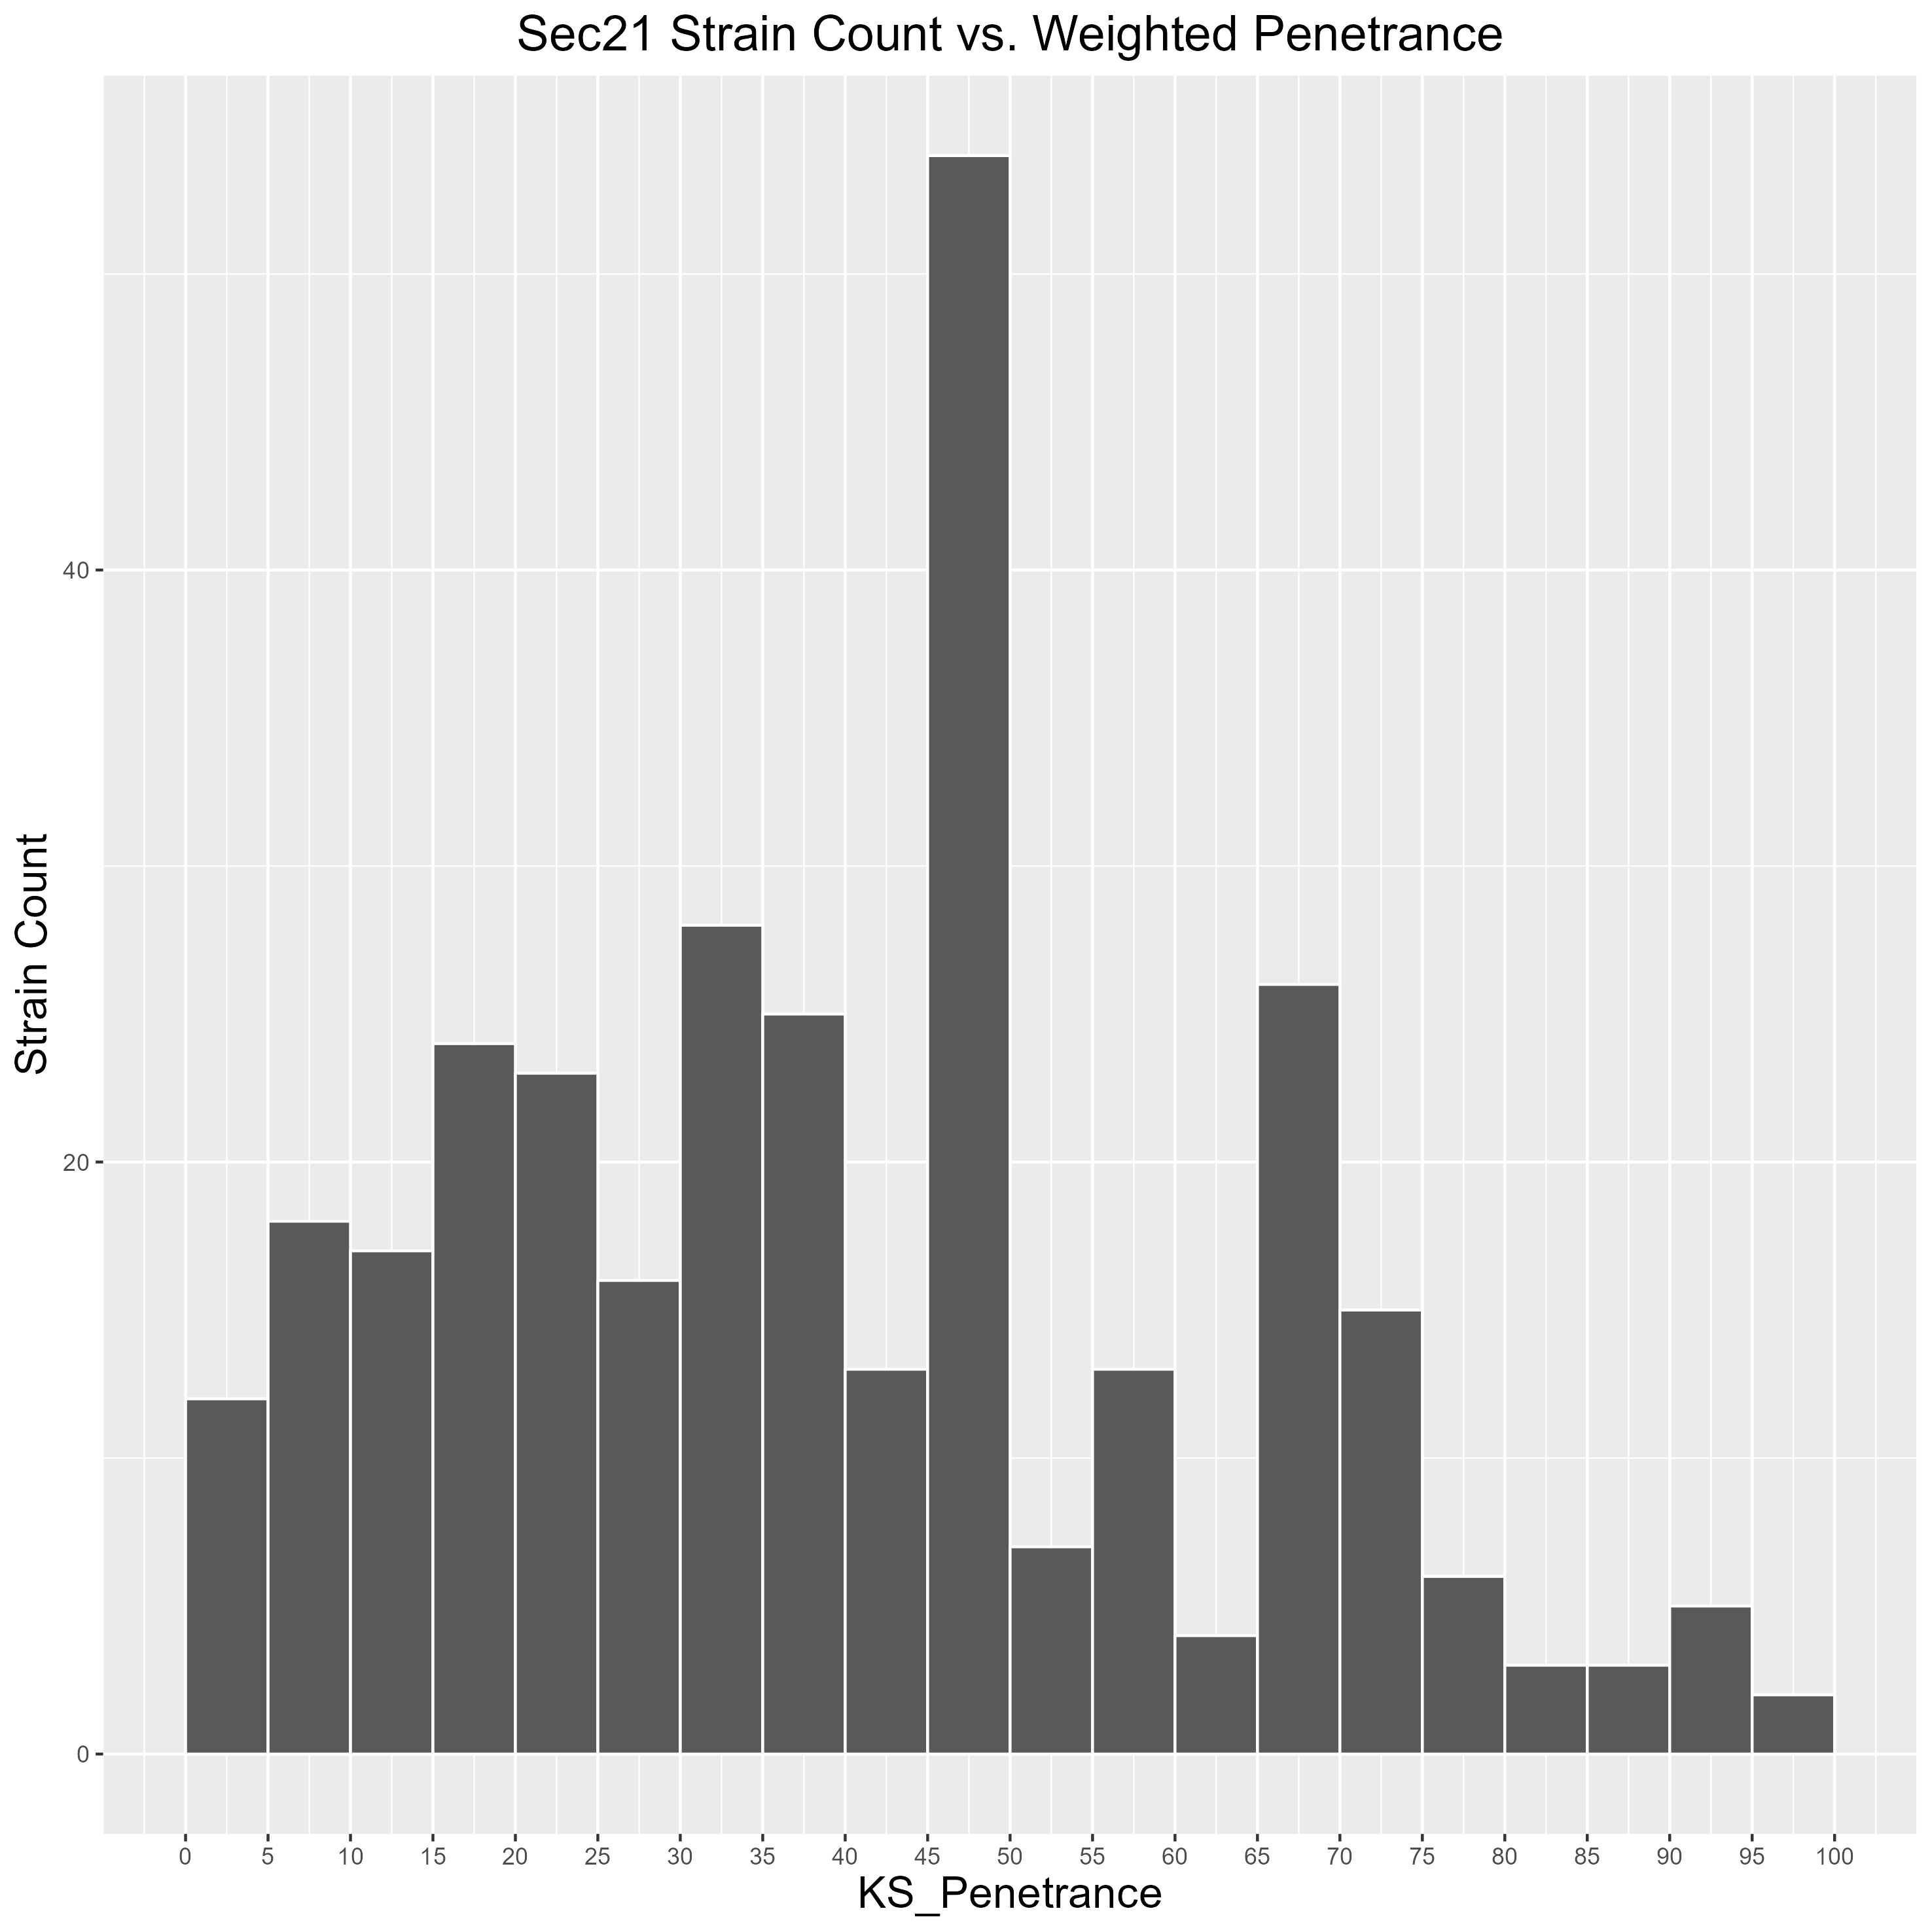 Sec21 Strain Count vs. Weighted Penetrance
Strain Count
40
20
0
0 5 10 15 20 25 30 35 40 45 50 55 60 65 70 75 80 85 90 95 100
KS_Penetrance